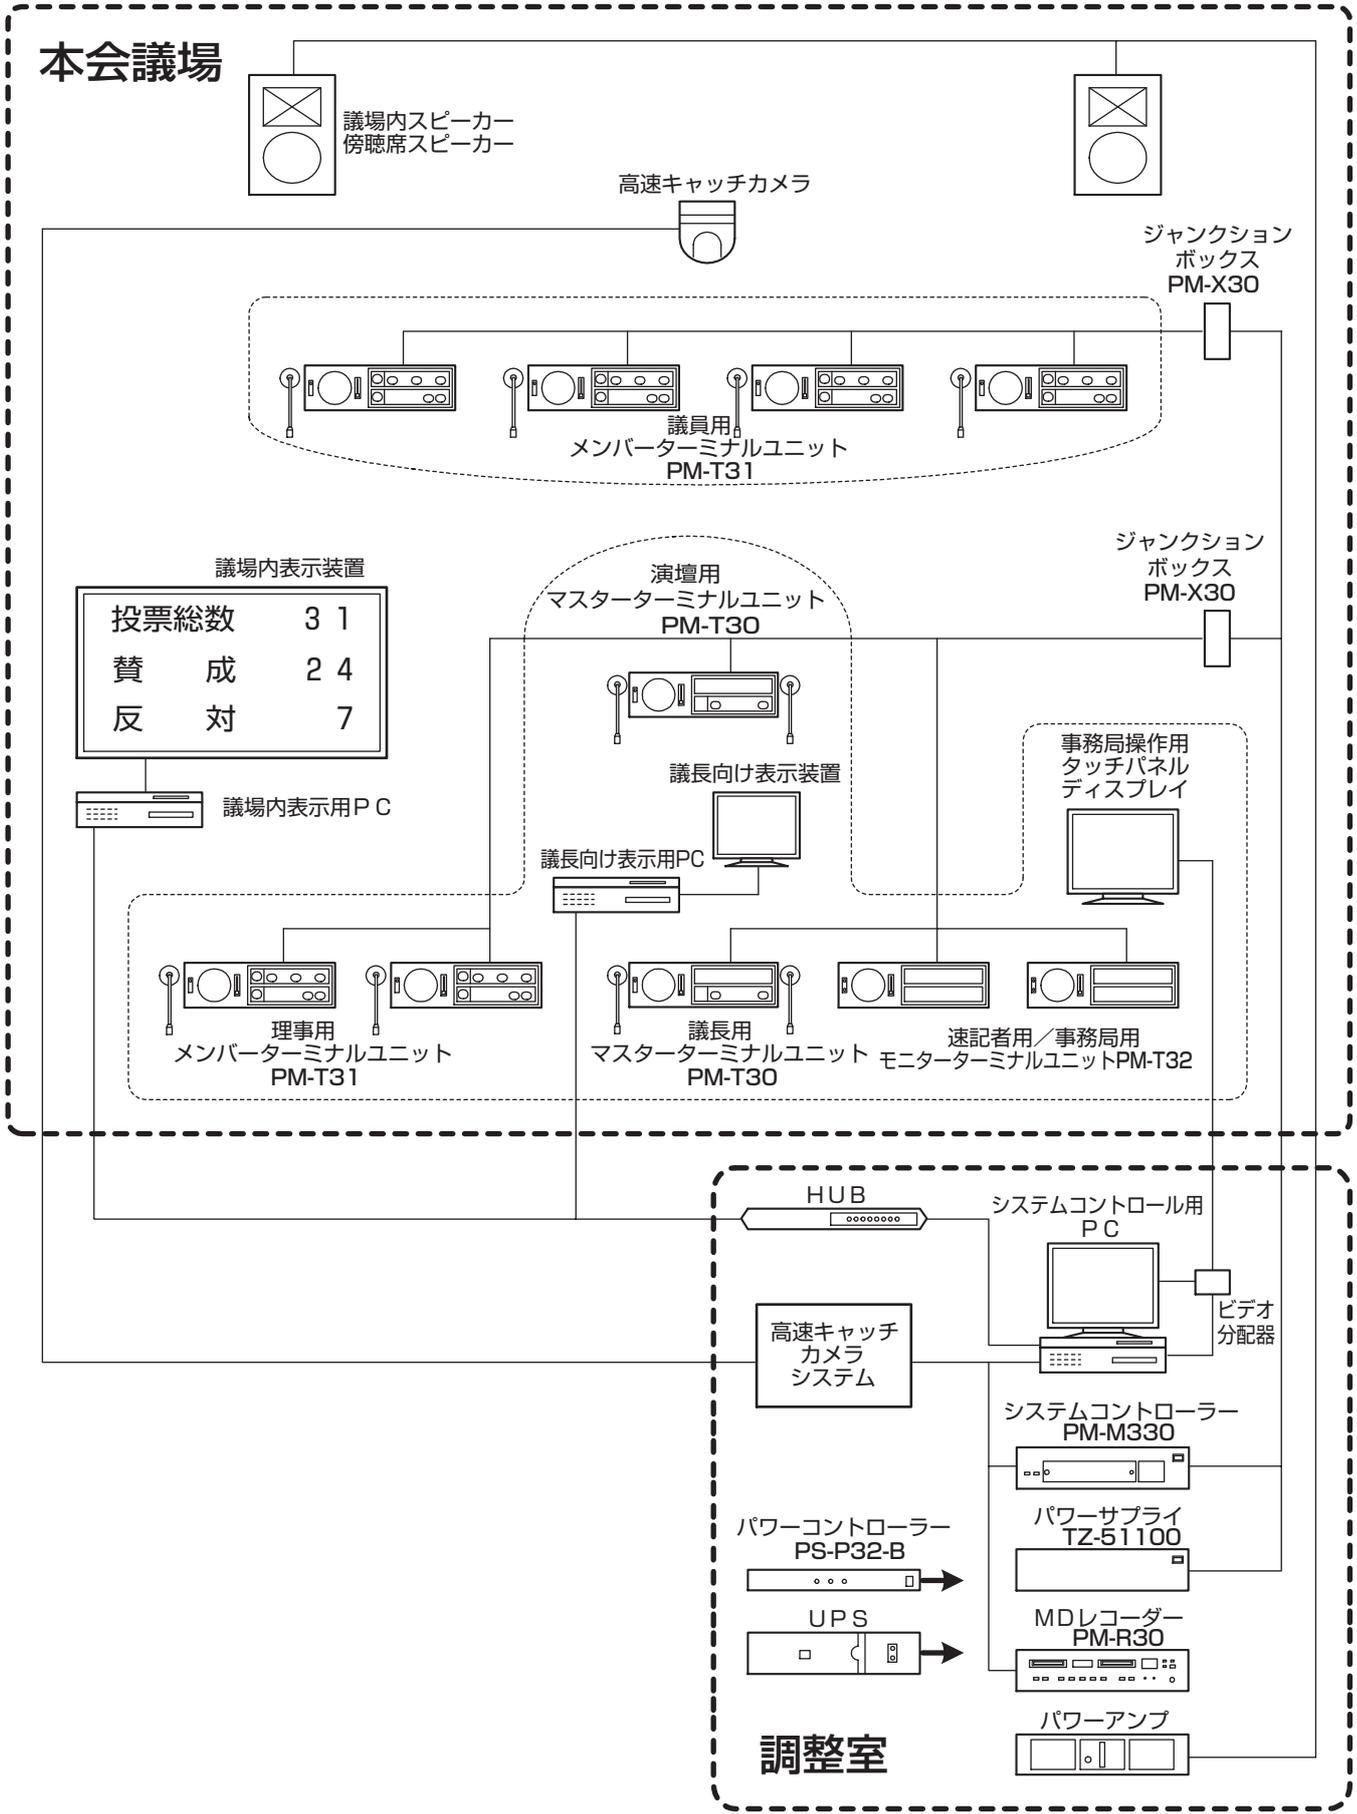 本会議場
議場内スピーカー
傍聴席スピーカー
高速キャッチカメラ
ジャンクション
ボックス
PM-X30
議員用
メンバーターミナルユニット
PM-T31
ジャンクション
ボックス
PM-X30
議場内表示装置
投票総数 31
賛成 24
反対 7
議場内表示用PC
演壇用
マスターターミナルユニット
PM-T30
議長向け表示装置
議長向け表示用PC
事務局操作用
タッチパネル
ディスプレイ
理事用
メンバーターミナルユニット
PM-T31
議長用
マスターターミナルユニット
PM-T30
速記者用／事務局用
モニターターミナルユニットPM-T32
HUB
システムコントロール用
PC
ビデオ
分配器
高速キャッチ
カメラ
システム
システムコントローラー
PM-M330
パワーコントローラー
PS-P32-B
パワーサプライ
TZ-51100
UPS
MDレコーダー
PM-R30
パワーアンプ
調整室